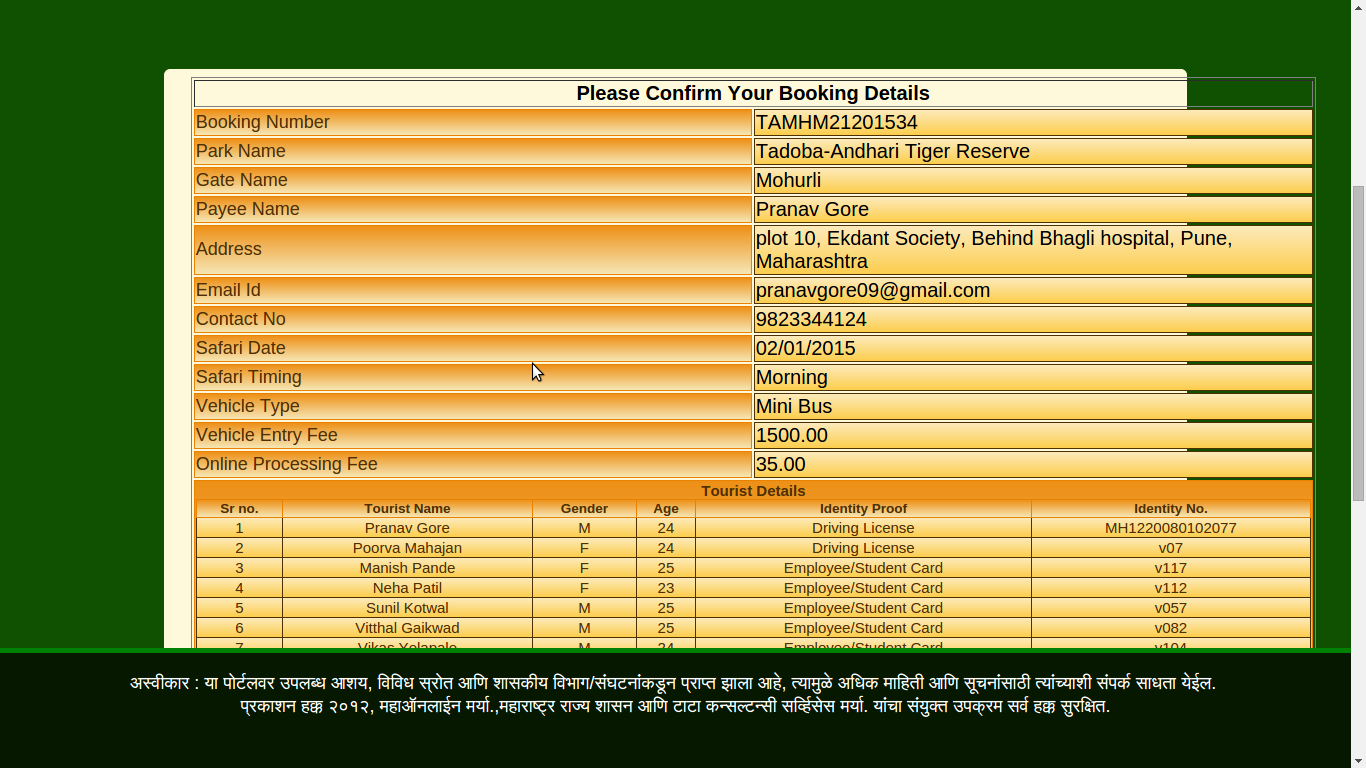 Please Confirm Your Booking Details
Booking Number TAMHM21201534
Park Name Tadoba-Andhari Tiger Reserve
Gate Name Mohurli
Payee Name Pranav Gore
Address plot 10, Ekdant Society, Behind Bhagli hospital, Pune,
Maharashtra
Email Id pranavgore09@gmail.com
Contact No 9823344124
Safari Date 02/01/2015
Safari Timing Morning
Vehicle Type Mini Bus
Vehicle Entry Fee 1500.00
Online Processing Fee 35.00
Tourist Details
Sr no. Tourist Name Gender Age Identity Proof Identity No.
1 Pranav Gore M 24 Driving License MH1220080102077
2 Poorva Mahajan F 24 Driving License v07
3 Manish Pande F 25 Employee/Student Card v117
4 Neha Patil F 23 Employee/Student Card v112
5 Sunil Kotwal M 25 Employee/Student Card v057
6 Vitthal Gaikwad M 25 Employee/Student Card v082
7 Vikas M 24 Employee/Student Card v104
अस्वीकार : या पोर्टलवर उपलब्ध आशय, विविध स्रोत आणि शासकीय विभाग/संघटनांकडून प्राप्त झाला आहे, त्यामुळे अधिक माहिती आणि सूचनांसाठी त्यांच्याशी संपर्क साधता येईल.
प्रकाशन हक्क २०१२, महाऑनलाईन मर्या.,महाराष्ट्र राज्य शासन आणि टाटा कन्सल्टन्सी सर्व्हिसेस मर्या. यांचा संयुक्त उपक्रम सर्व हक्क सुरक्षित.